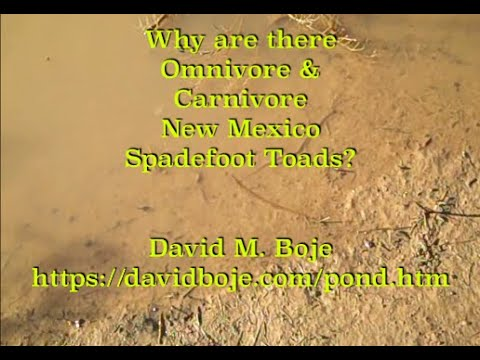 Why are there
Omnivore &
Carnivore
New Mexico
Spadefoot Toads?
David M. Boje
https://davidboje.com/pond.htm